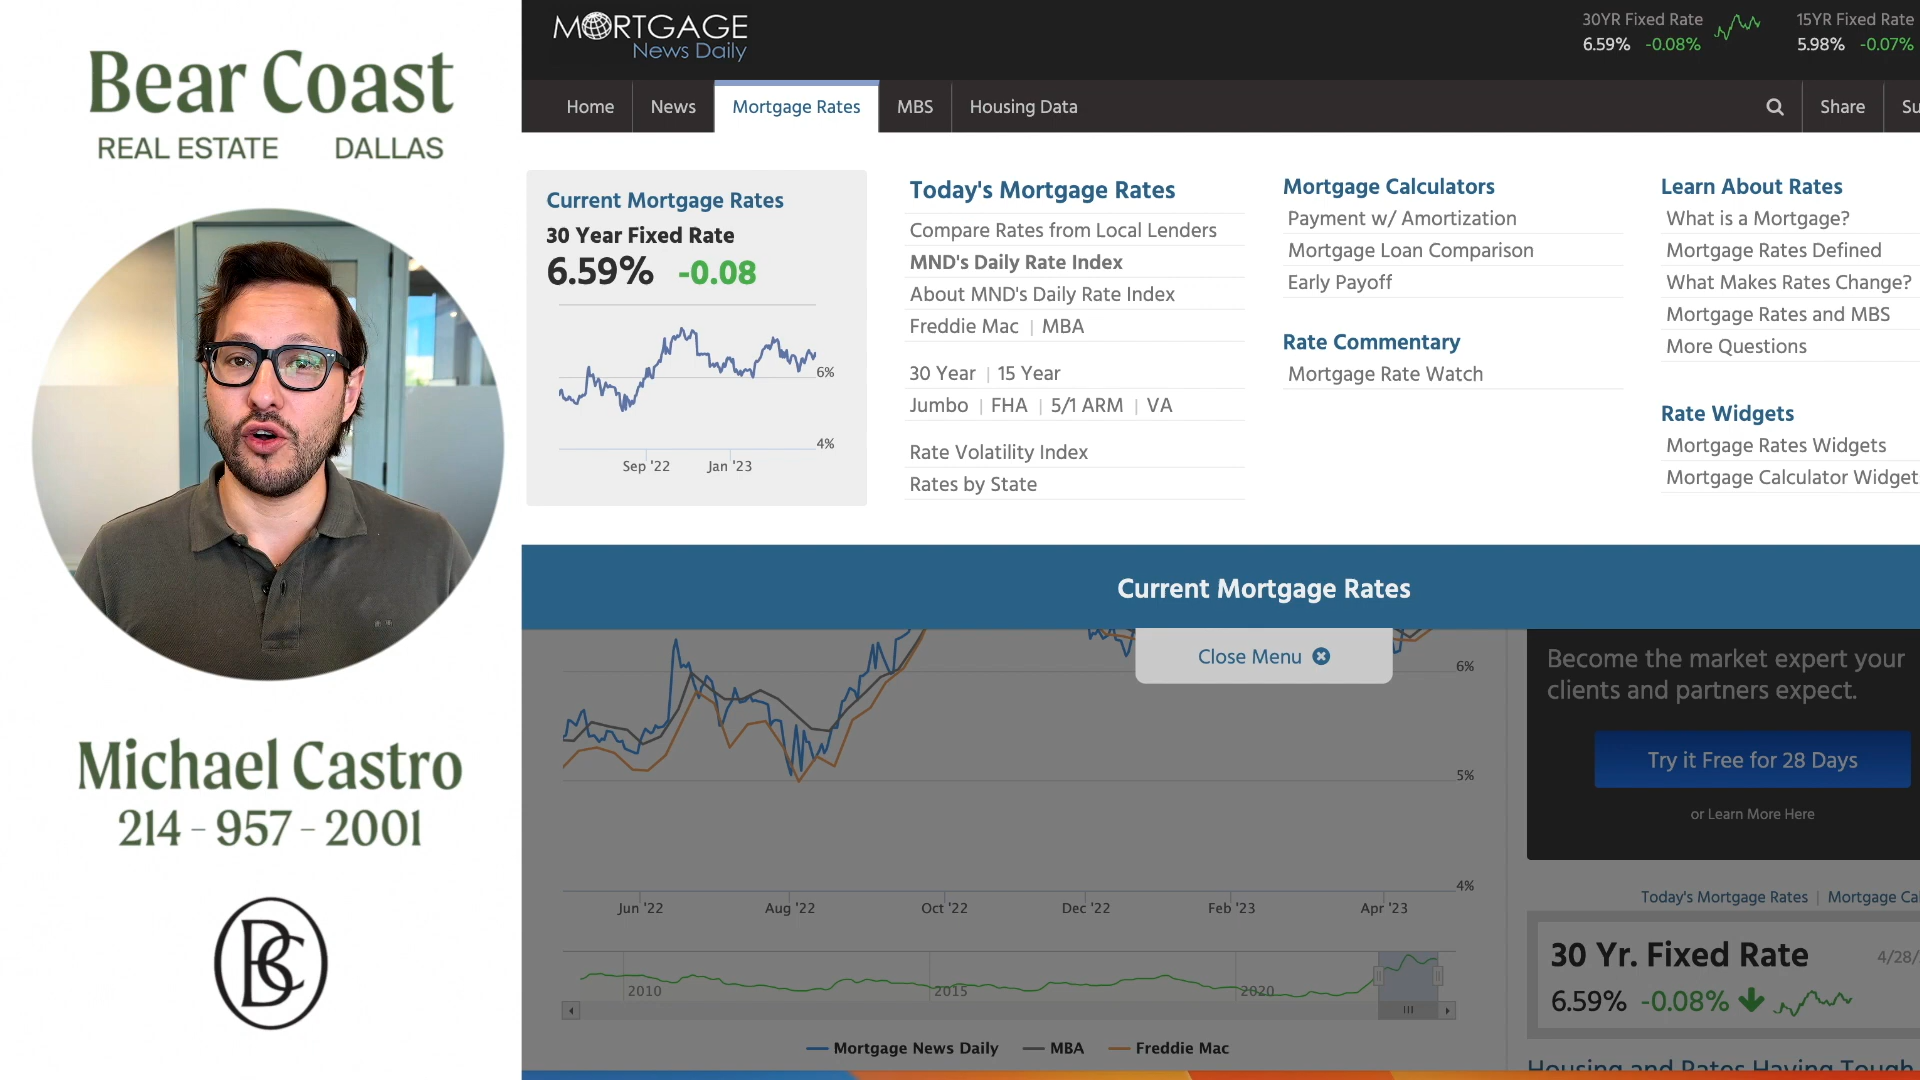 Bear Coast
REAL ESTATE DALLAS
Michael Castro
214 - 957 - 2001
BC
MORTGAGE
News Daily
30YR Fixed Rate
6.59% -0.08%
15YR Fixed Rate
5.98% -0.07%
Home News Mortgage Rates MBS Housing Data Share
Current Mortgage Rates
30 Year Fixed Rate
6.59% -0.08
6%
4%
Sep '22 Jan '23
Today's Mortgage Rates
Compare Rates from Local Lenders
MND's Daily Rate Index
About MND's Daily Rate Index
Freddie Mac | MBA
30 Year | 15 Year
Jumbo | FHA | 5/1 ARM | VA
Rate Volatility Index
Rates by State
Mortgage Calculators
Payment w/ Amortization
Mortgage Loan Comparison
Early Payoff
Rate Commentary
Mortgage Rate Watch
Learn About Rates
What is a Mortgage?
Mortgage Rates Defined
What Makes Rates Change?
Mortgage Rates and MBS
More Questions
Rate Widgets
Mortgage Rates Widgets
Mortgage Calculator Widget
Current Mortgage Rates
Close Menu
6%
5%
4%
Jun '22 Aug '22 Oct '22 Dec '22 Feb '23 Apr '23
2010 2015 2020
Mortgage News Daily MBA Freddie Mac
Become the market expert your
clients and partners expect.
Try it Free for 28 Days
or Learn More Here
Today's Mortgage Rates | Mortgage
30 Yr. Fixed Rate 4/28/
6.59% -0.08%
Housing and Rates Having Tough